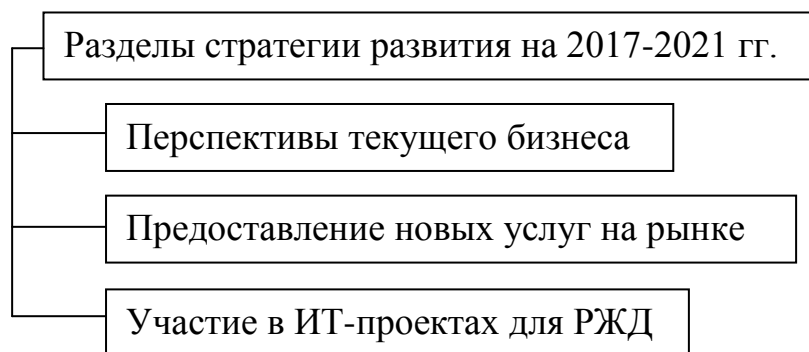 Разделы стратегии развития на 2017-2021 гг.
Перспективы текущего бизнеса
Предоставление новых услуг на рынке
Участие в ИТ-проектах для РЖД